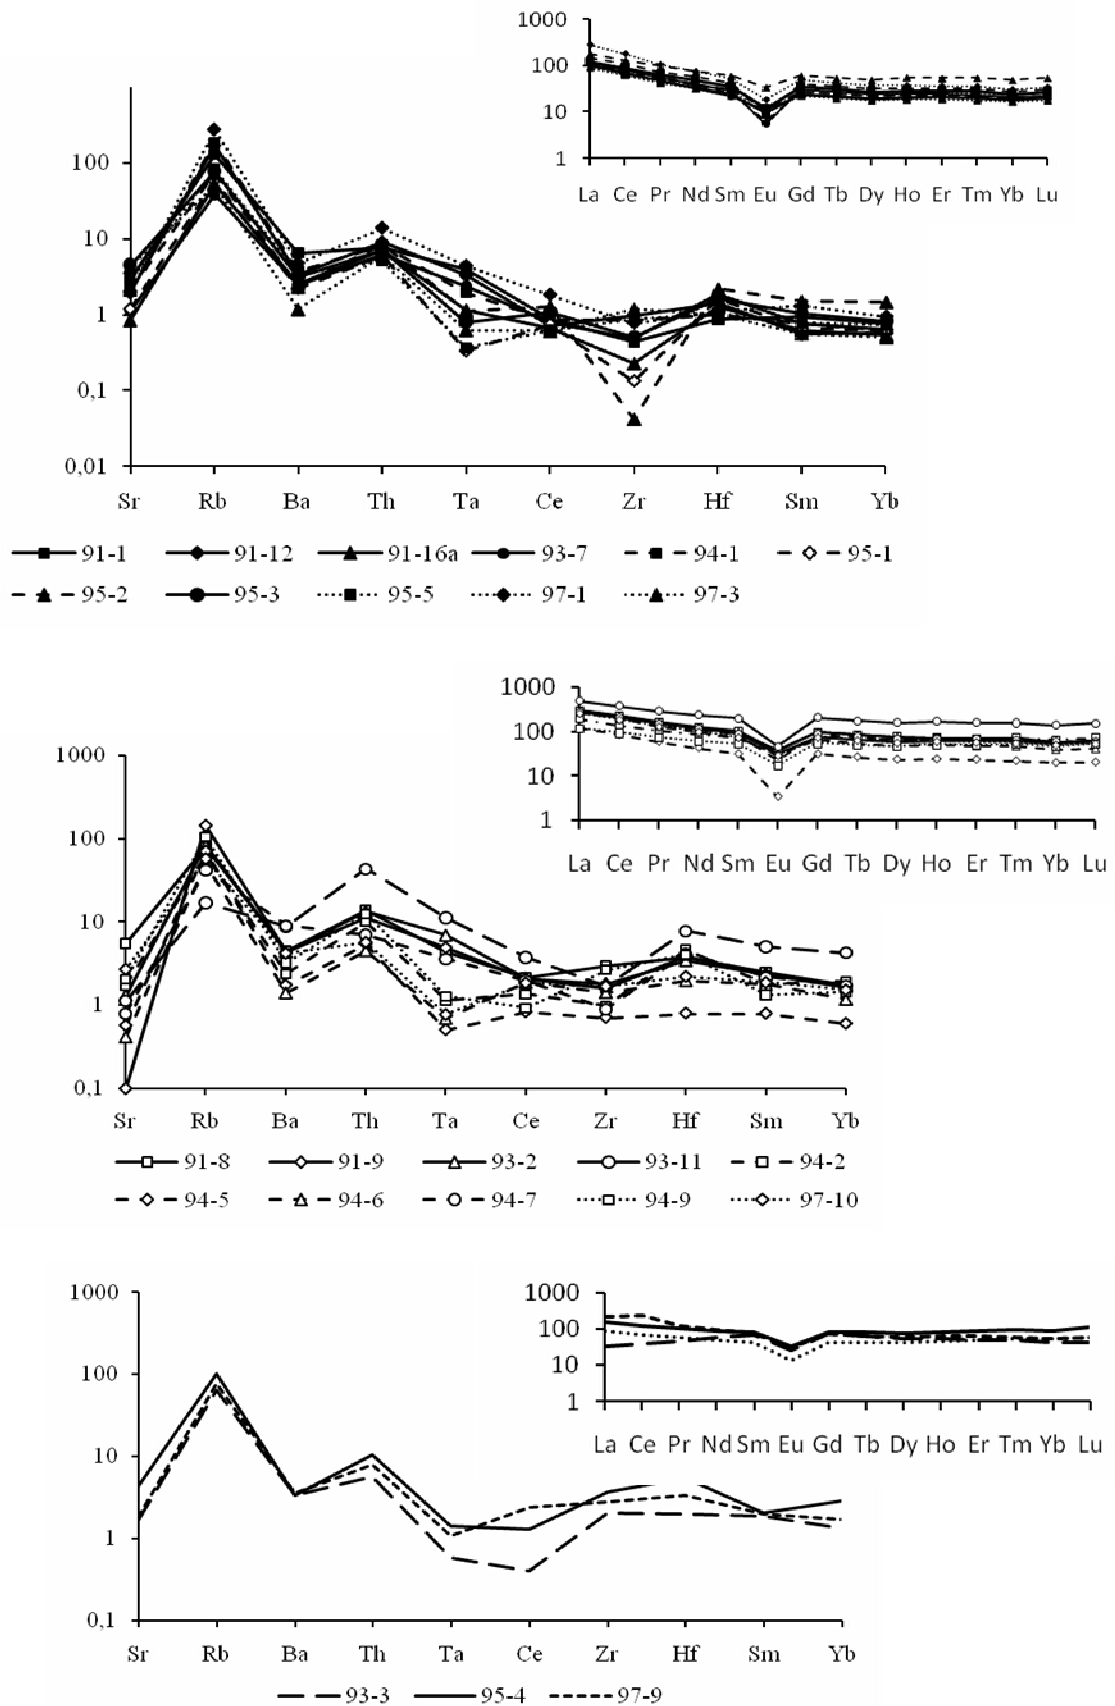 1000
100
10
1
La Ce Pr Nd Sm Eu Gd Tb Dy Ho Er Tm Yb Lu
100
10
1
0,1
0,01
Sr Rb Ba Th Ta Ce Zr Hf Sm Yb
91-1 91-12 91-16a 93-7 94-1 95-1
95-2 95-3 95-5 97-1 97-3
1000
100
10
1
La Ce Pr Nd Sm Eu Gd Tb Dy Ho Er Tm Yb Lu
1000
100
10
1
0,1
Sr Rb Ba Th Ta Ce Zr Hf Sm Yb
91-8 91-9 93-2 93-11 94-2
94-5 94-6 94-7 94-9 97-10
1000
100
10
1
La Ce Pr Nd Sm Eu Gd Tb Dy Ho Er Tm Yb Lu
1000
100
10
1
0,1
Sr Rb Ba Th Ta Ce Zr Hf Sm Yb
93-3 95-4 97-9